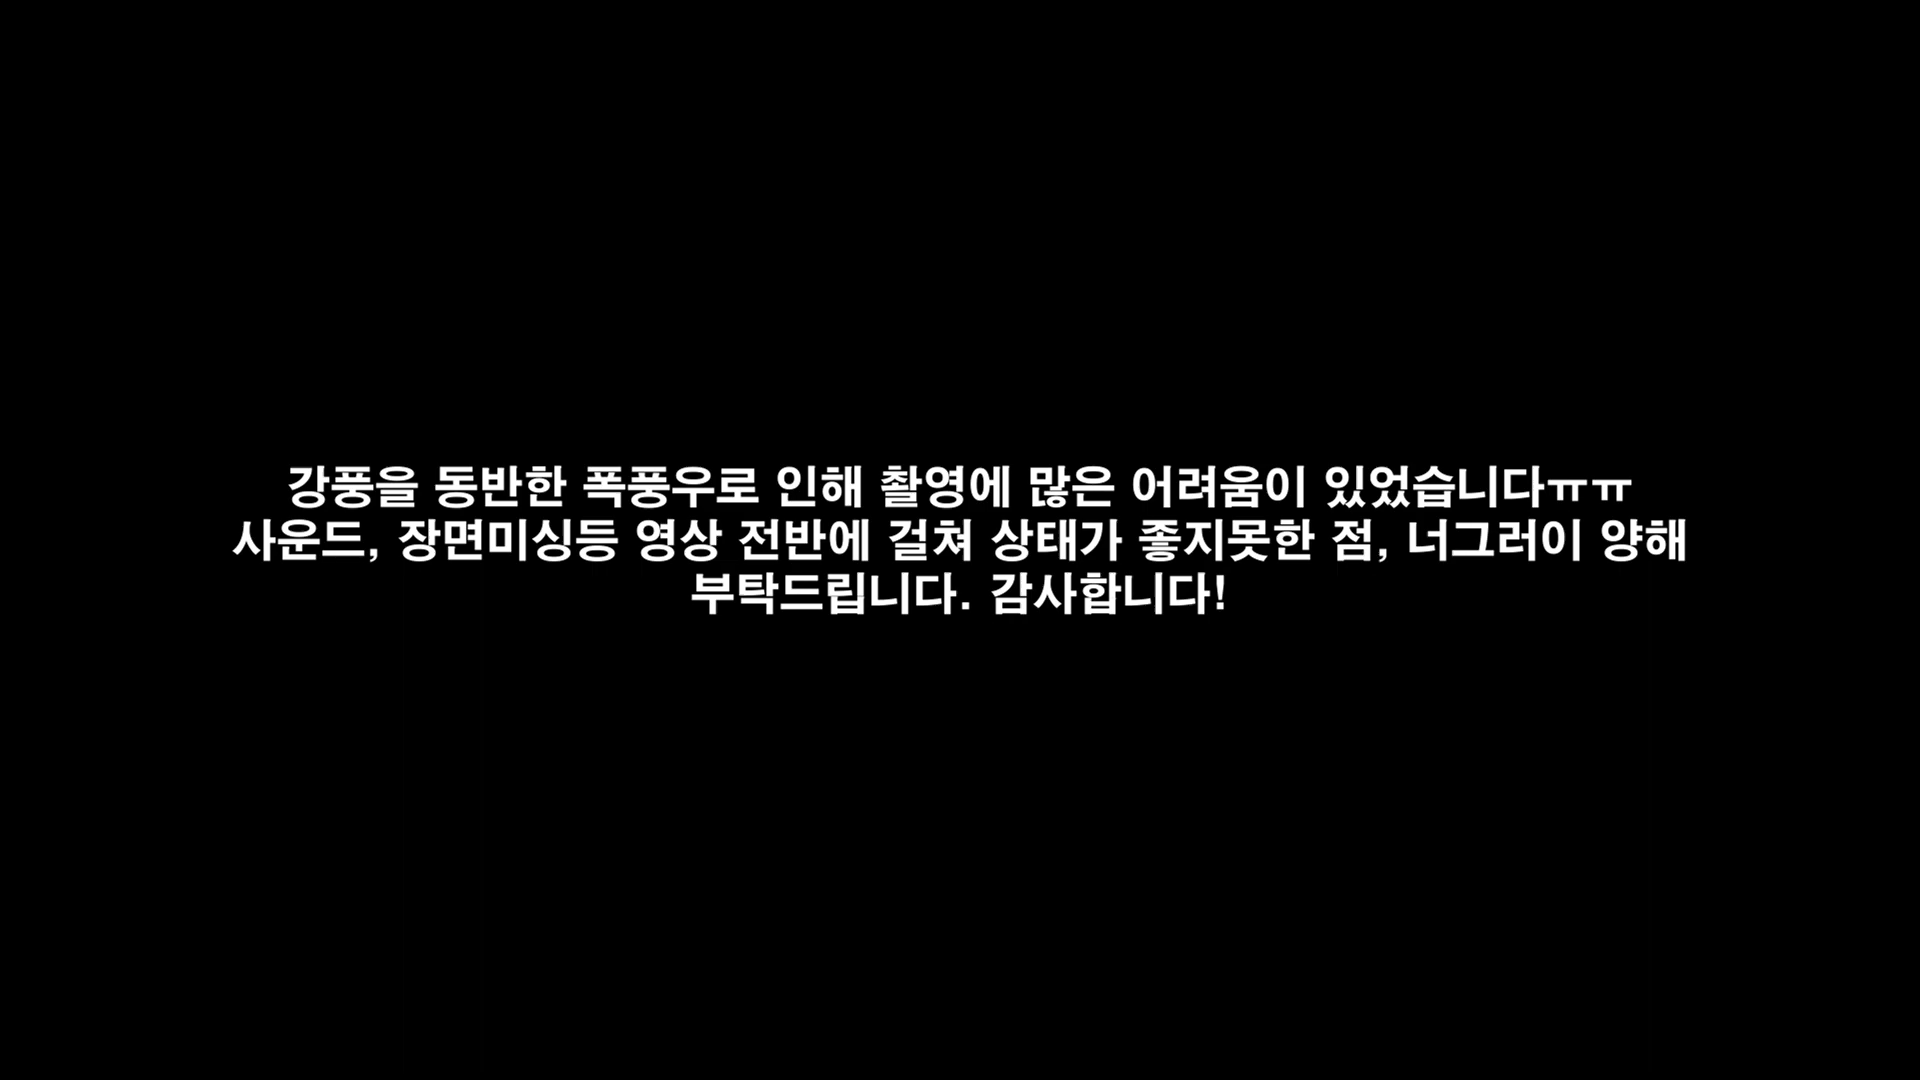 강풍을 동반한 폭풍우로 인해 촬영에 많은 어려움이 있었습니다ㅠㅠ
사운드, 장면미싱등 영상 전반에 걸쳐 상태가 좋지못한 점, 너그러이 양해
부탁드립니다. 감사합니다!